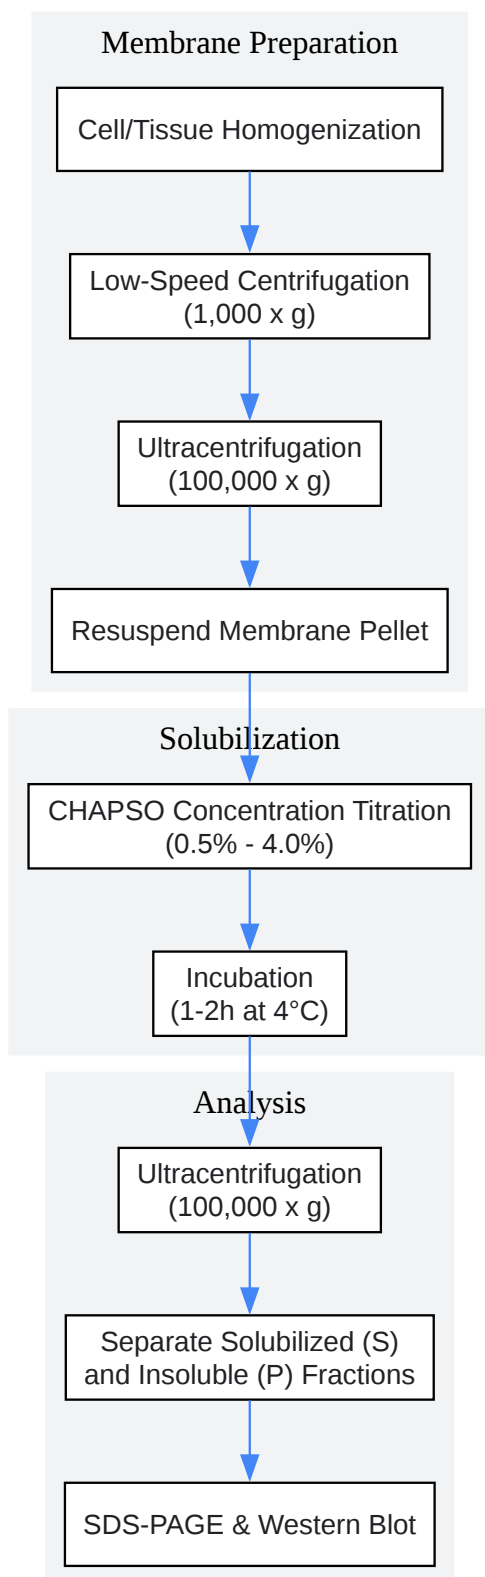 Membrane Preparation
Cell/Tissue Homogenization
Low-Speed Centrifugation
(1,000 x g)
Ultracentrifugation
(100,000 x g)
Resuspend Membrane Pellet
Solubilization
CHAPSO Concentration Titration
(0.5% - 4.0%)
Incubation
(1-2h at 4°C)
Analysis
Ultracentrifugation
(100,000 x g)
Separate Solubilized (S)
and Insoluble (P) Fractions
SDS-PAGE & Western Blot